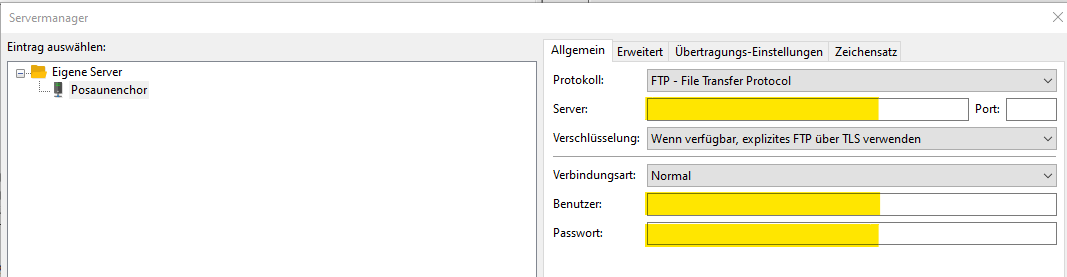 Servermanager
Eintrag auswählen:
Eigene Server
Posaunenchor
Allgemein Erweitert Übertragungs-Einstellungen Zeichensatz
Protokoll: FTP - File Transfer Protocol
Server: Port:
Verschlüsselung: Wenn verfügbar, explizites FTP über TLS verwenden
Verbindungsart: Normal
Benutzer:
Passwort: